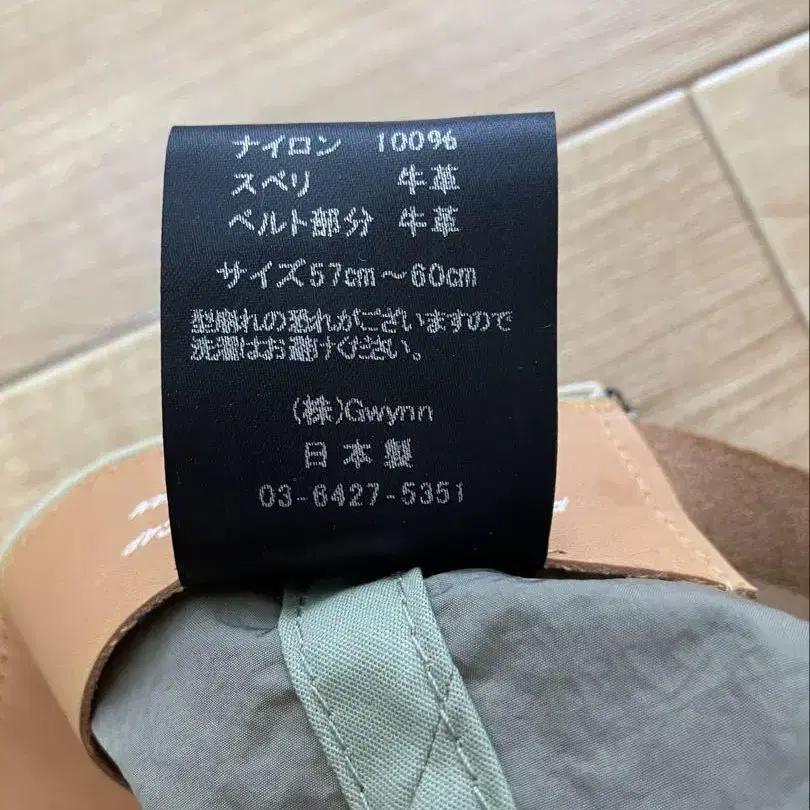 ナイロン 100%
スベリ 牛革
ベルト部分 牛革
サイズ57cm～60cm
型崩れの恐れがございますので
洗濯はお避けください。
(株)Gwynn
日本製
03-6427-5351